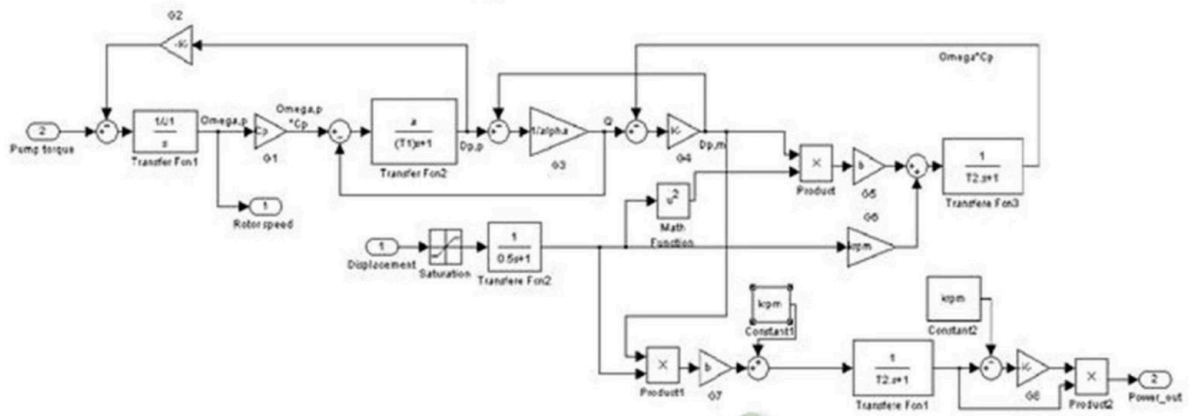 G2
-K-
2
Pump torque
1/J1
s
Transfer Fcn1
Omega,p
Cp
G1
Omega,p
*Cp
a
(T1)s+1
Transfer Fcn2
Dp,p
1/alpha
G3
Q
-K-
G4
Dp,m
Omega*Cp
×
Product
b
G5
1
T2.s+1
Transfere Fcn3
1
Rotor speed
u²
Math
Function
krpm
G6
1
Displacement
Saturation
1
0.5s+1
Transfere Fcn2
krpm
Constant1
krpm
Constant2
×
Product1
b
G7
1
T2.s+1
Transfere Fcn1
-K-
G8
×
Product2
2
Power_out